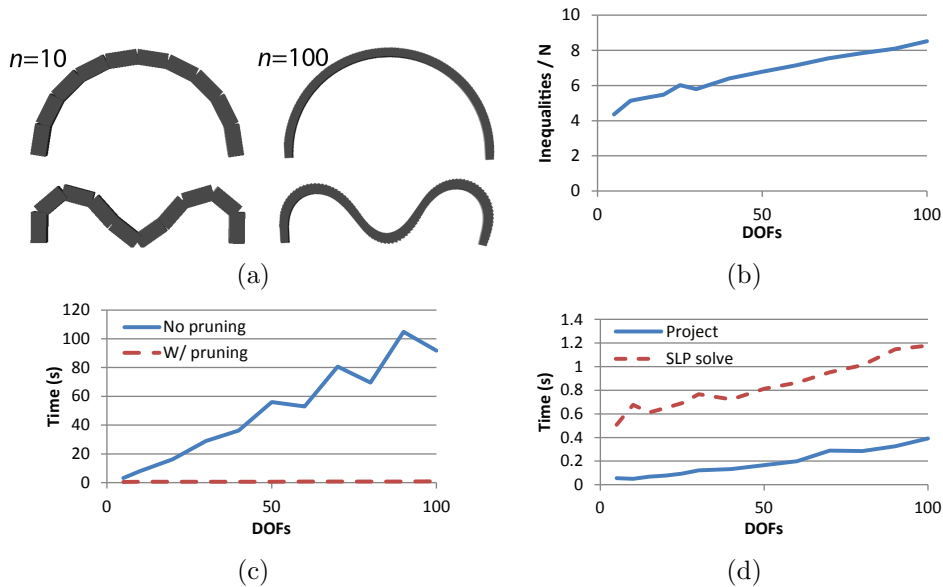 n=10
n=100
(a)
10
8
6
4
2
0
Inequalities / N
0
50
100
DOFs
(b)
120
100
80
60
40
20
0
Time (s)
No pruning
W/ pruning
0
50
100
DOFs
(c)
1.4
1.2
1
0.8
0.6
0.4
0.2
0
Time (s)
Project
SLP solve
0
50
100
DOFs
(d)